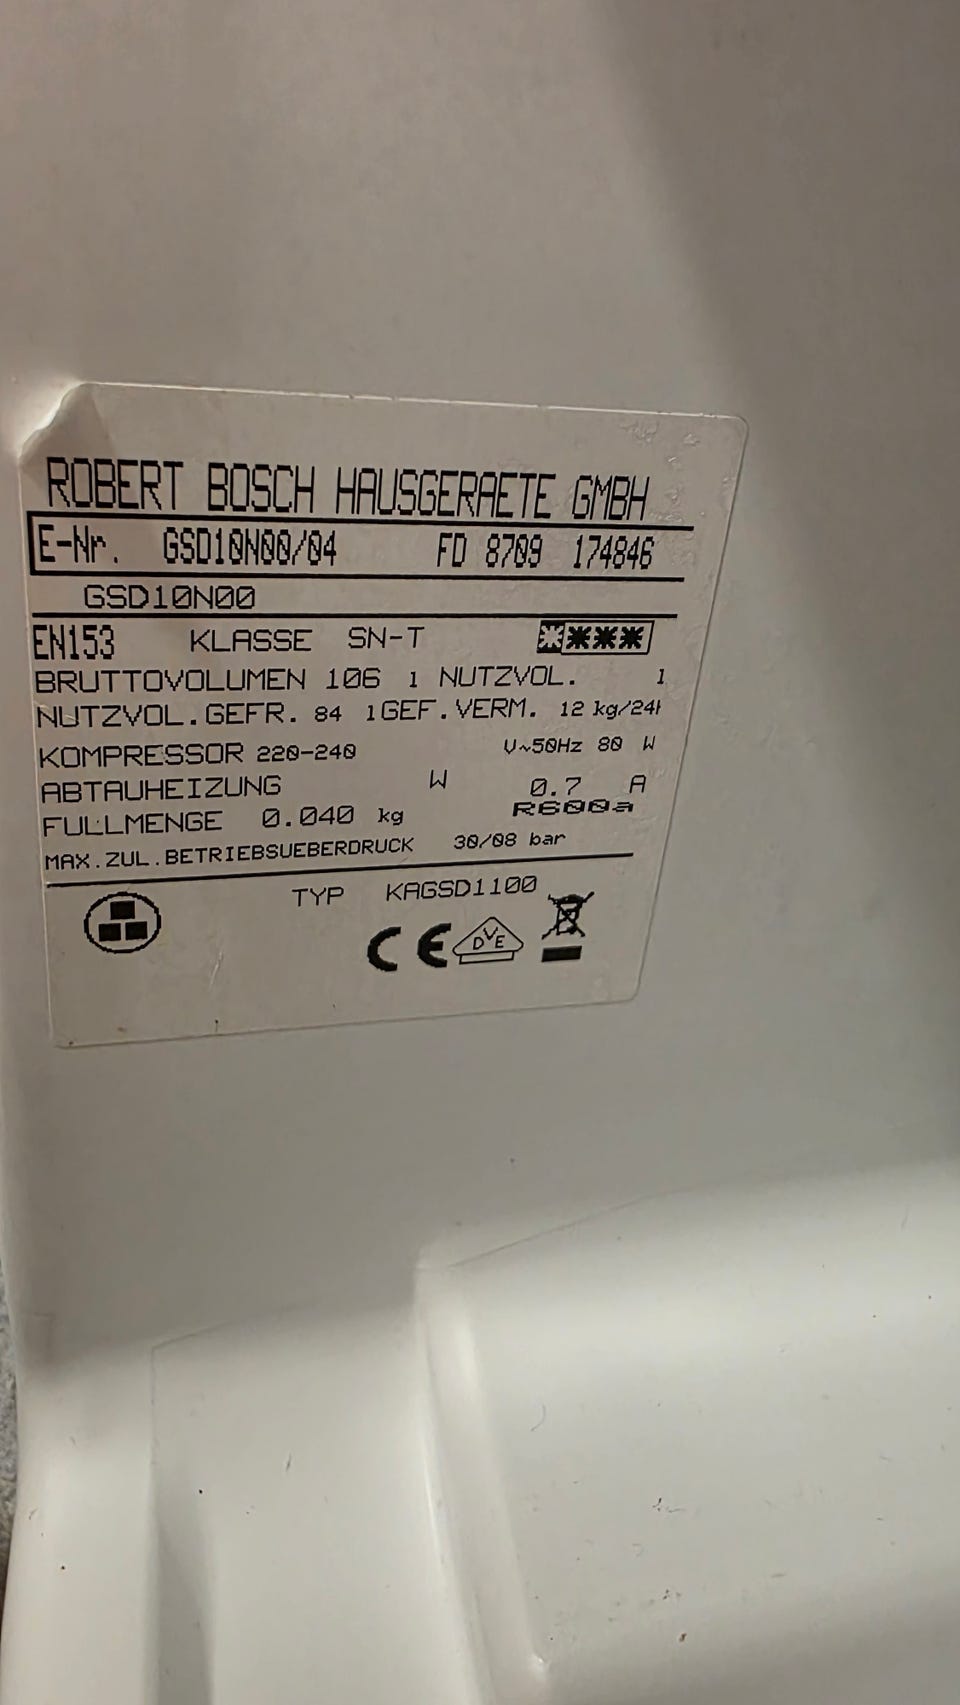 ROBERT BOSCH HAUSGERAETE GMBH
E-Nr. GSD10N00/04 FD 8709 174846
GSD10N00
EN153 KLASSE SN-T
BRUTTOVOLUMEN 106 l NUTZVOL. l
NUTZVOL.GEFR. 84 lGEF.VERM. 12 kg/24h
KOMPRESSOR 220-240 V~50Hz 80 W
ABTAUHEIZUNG W 0.7 A
FULLMENGE 0.040 kg R600a
MAX.ZUL.BETRIEBSUEBERDRUCK 30/08 bar
TYP KAGSD1100
CE DVE